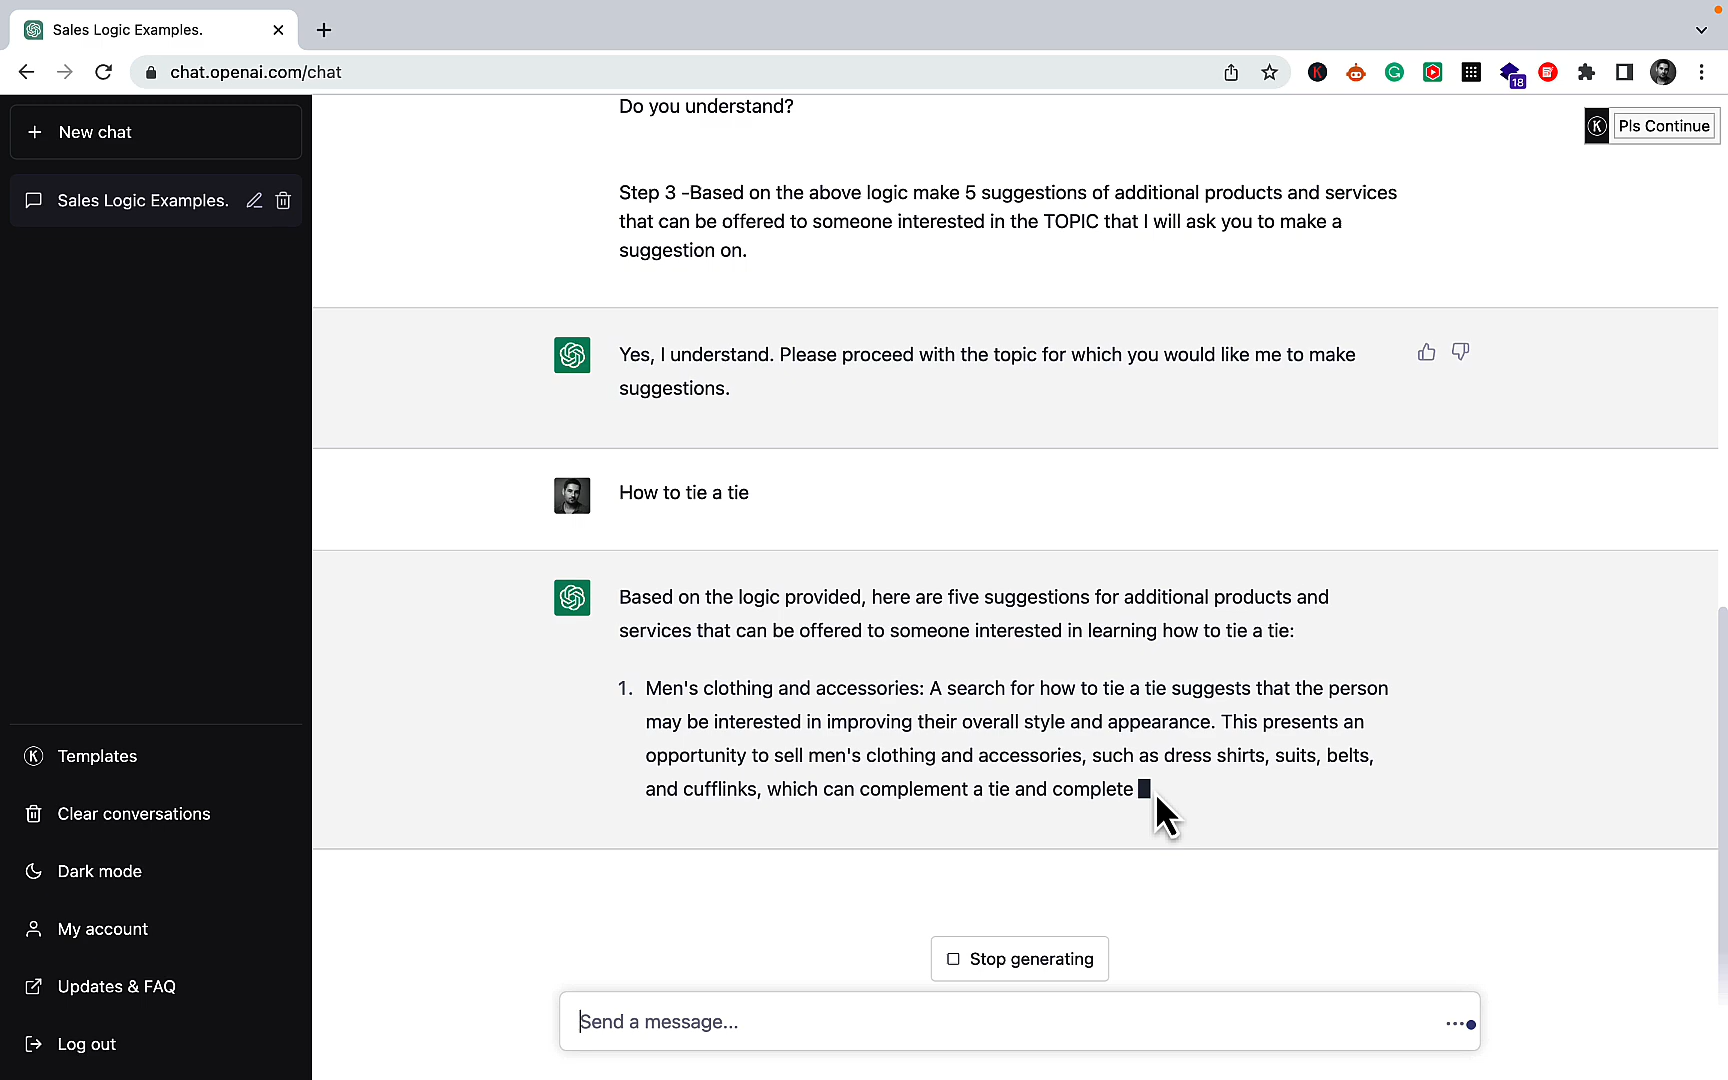 Sales Logic Examples.
chat.openai.com/chat
18
New chat
Sales Logic Examples.
Templates
Clear conversations
Dark mode
My account
Updates & FAQ
Log out
Pls Continue
Do you understand?
Step 3 -Based on the above logic make 5 suggestions of additional products and services
that can be offered to someone interested in the TOPIC that I will ask you to make a
suggestion on.
Yes, I understand. Please proceed with the topic for which you would like me to make
suggestions.
How to tie a tie
Based on the logic provided, here are five suggestions for additional products and
services that can be offered to someone interested in learning how to tie a tie:
1. Men's clothing and accessories: A search for how to tie a tie suggests that the person
may be interested in improving their overall style and appearance. This presents an
opportunity to sell men's clothing and accessories, such as dress shirts, suits, belts,
and cufflinks, which can complement a tie and complete
Stop generating
Send a message...